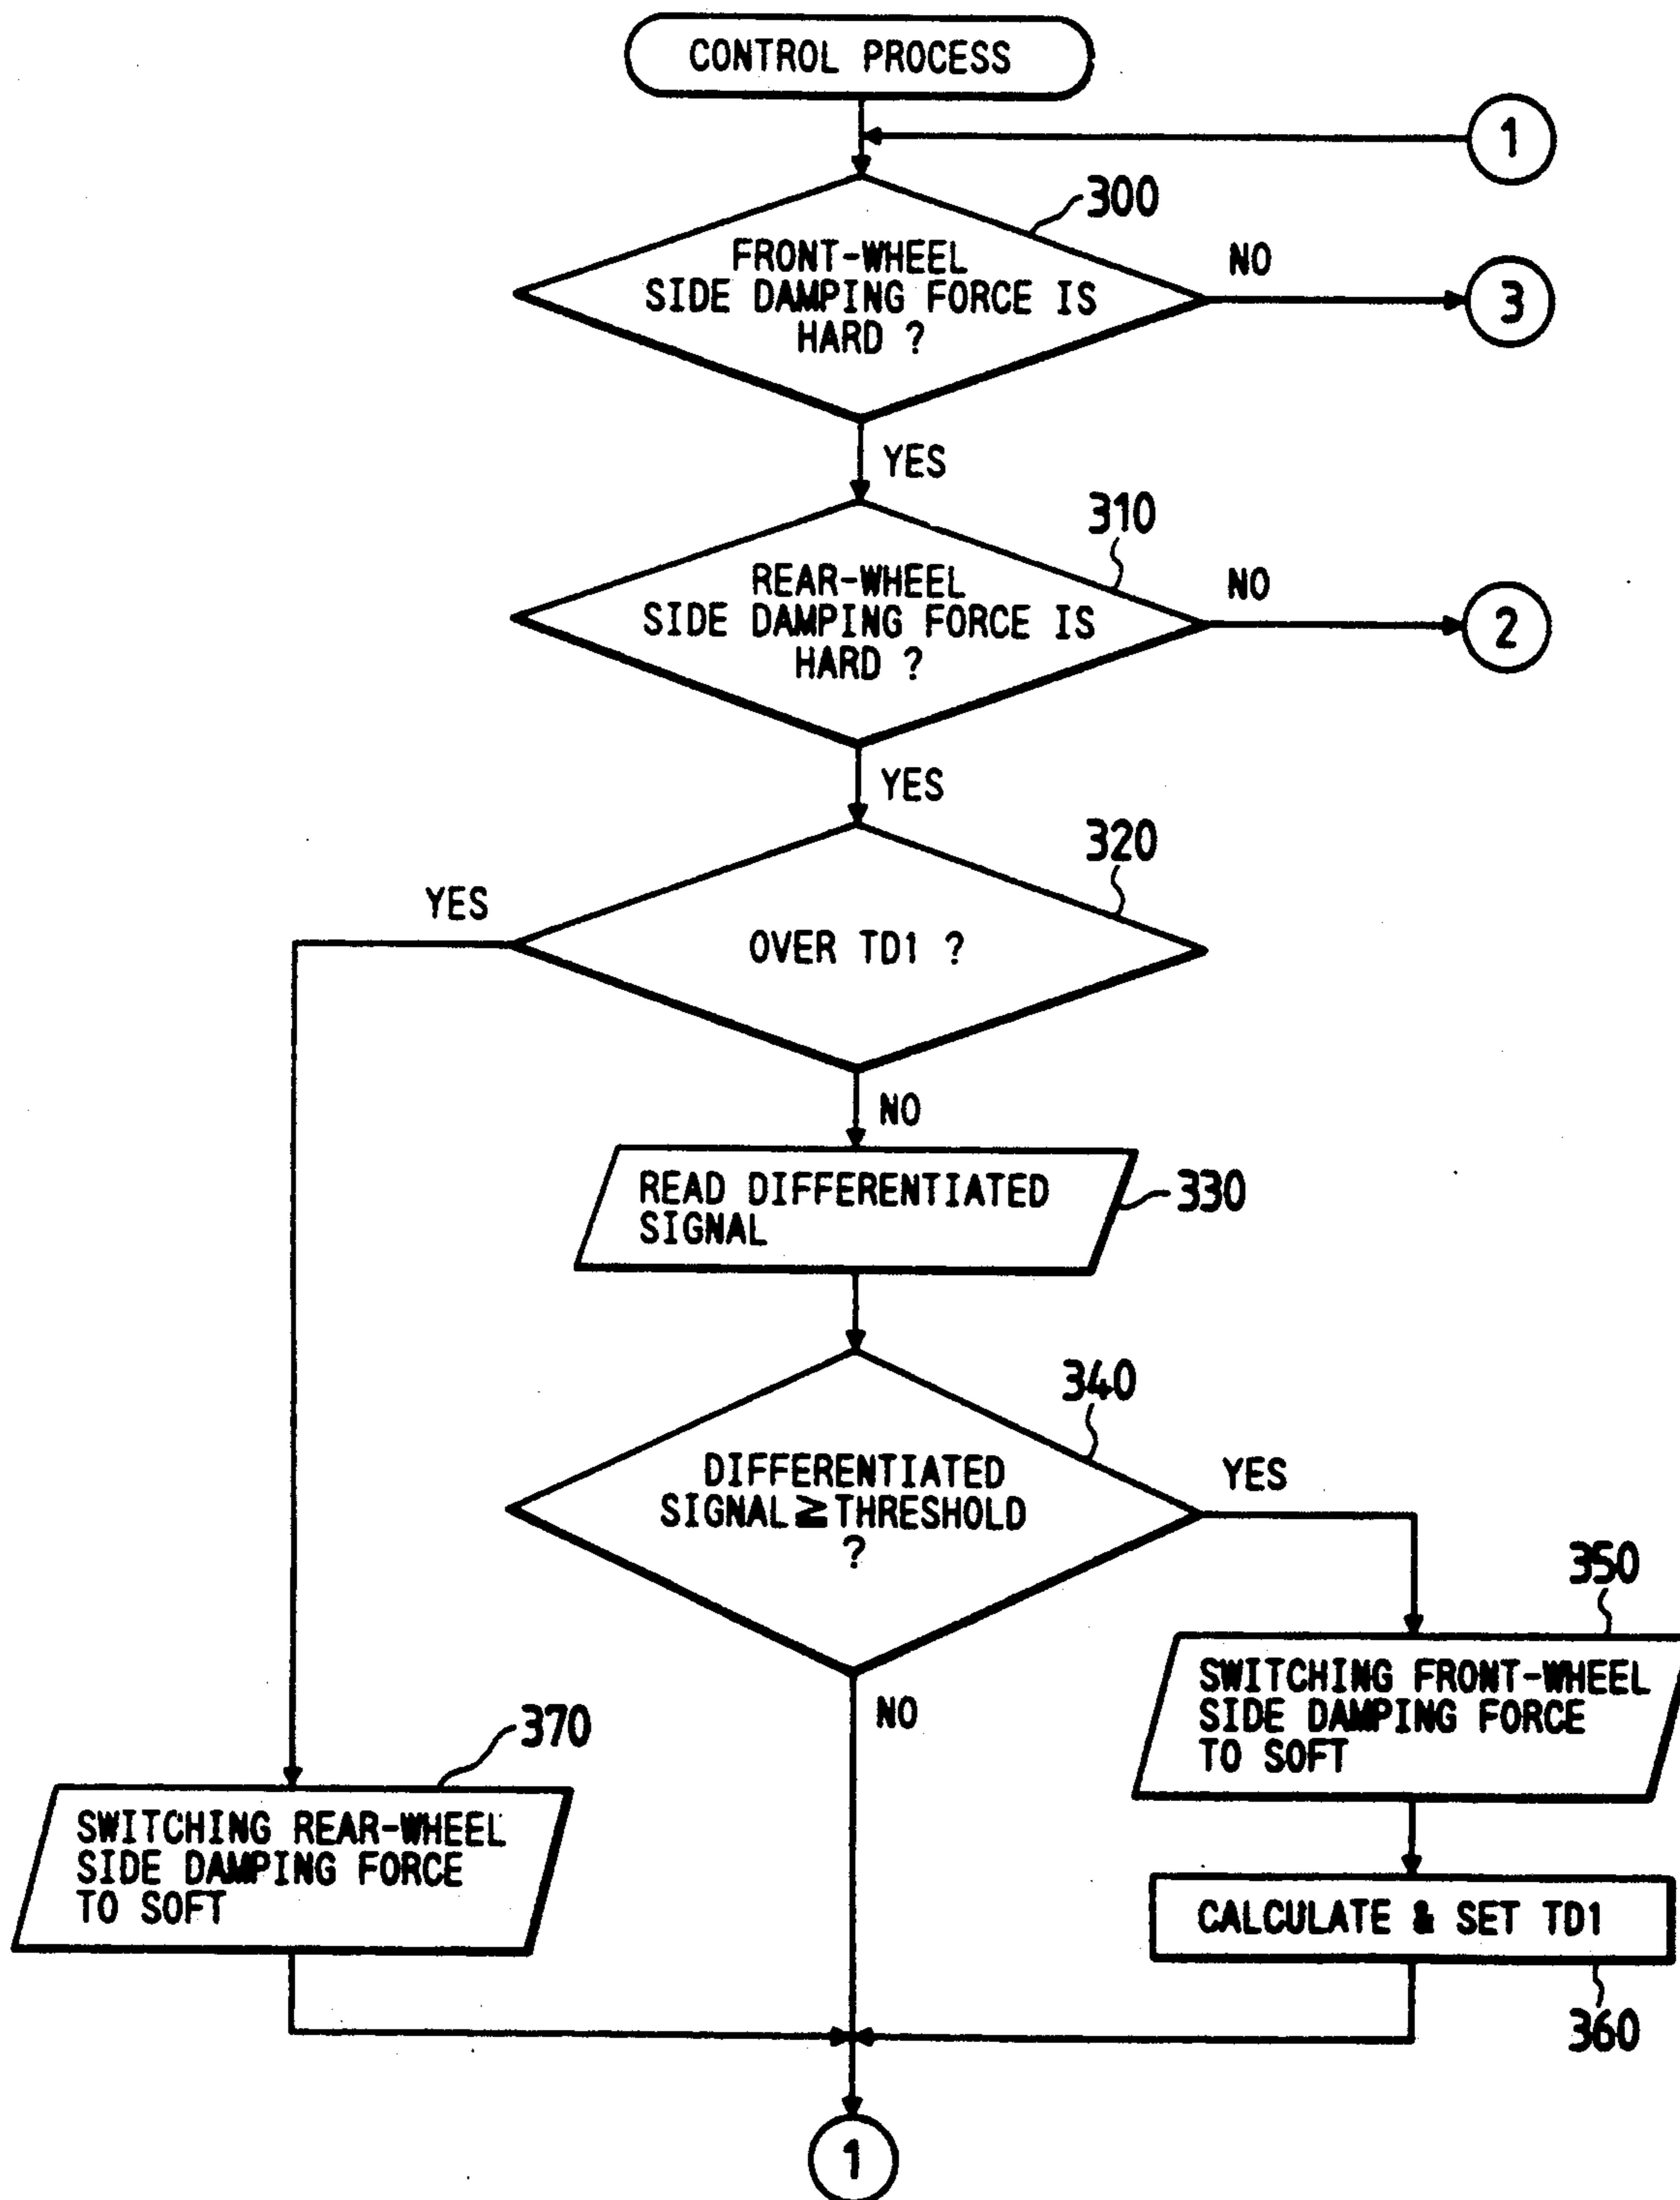 CONTROL PROCESS
1
300
FRONT-WHEEL
SIDE DAMPING FORCE IS
HARD ?
NO
3
YES
310
REAR-WHEEL
SIDE DAMPING FORCE IS
HARD ?
NO
2
YES
320
YES
OVER TD1 ?
NO
READ DIFFERENTIATED
SIGNAL
330
340
DIFFERENTIATED
SIGNAL≧THRESHOLD
?
YES
350
SWITCHING FRONT-WHEEL
SIDE DAMPING FORCE
TO SOFT
NO
370
SWITCHING REAR-WHEEL
SIDE DAMPING FORCE
TO SOFT
CALCULATE & SET TD1
360
1